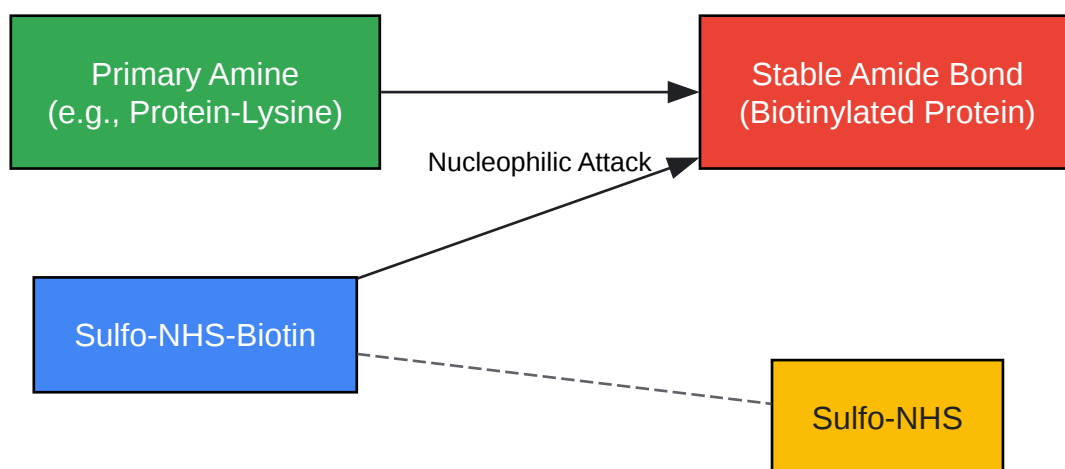 Primary Amine
(e.g., Protein-Lysine)
Stable Amide Bond
(Biotinylated Protein)
Nucleophilic Attack
Sulfo-NHS-Biotin
Sulfo-NHS